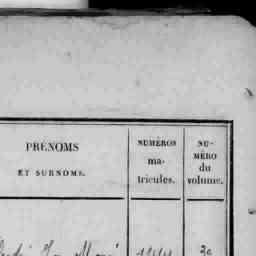 PRÉNOMS
ET SURNOMS.
NUMÉROS
ma-
tricules.
NU-
MÉRO
du
volume.